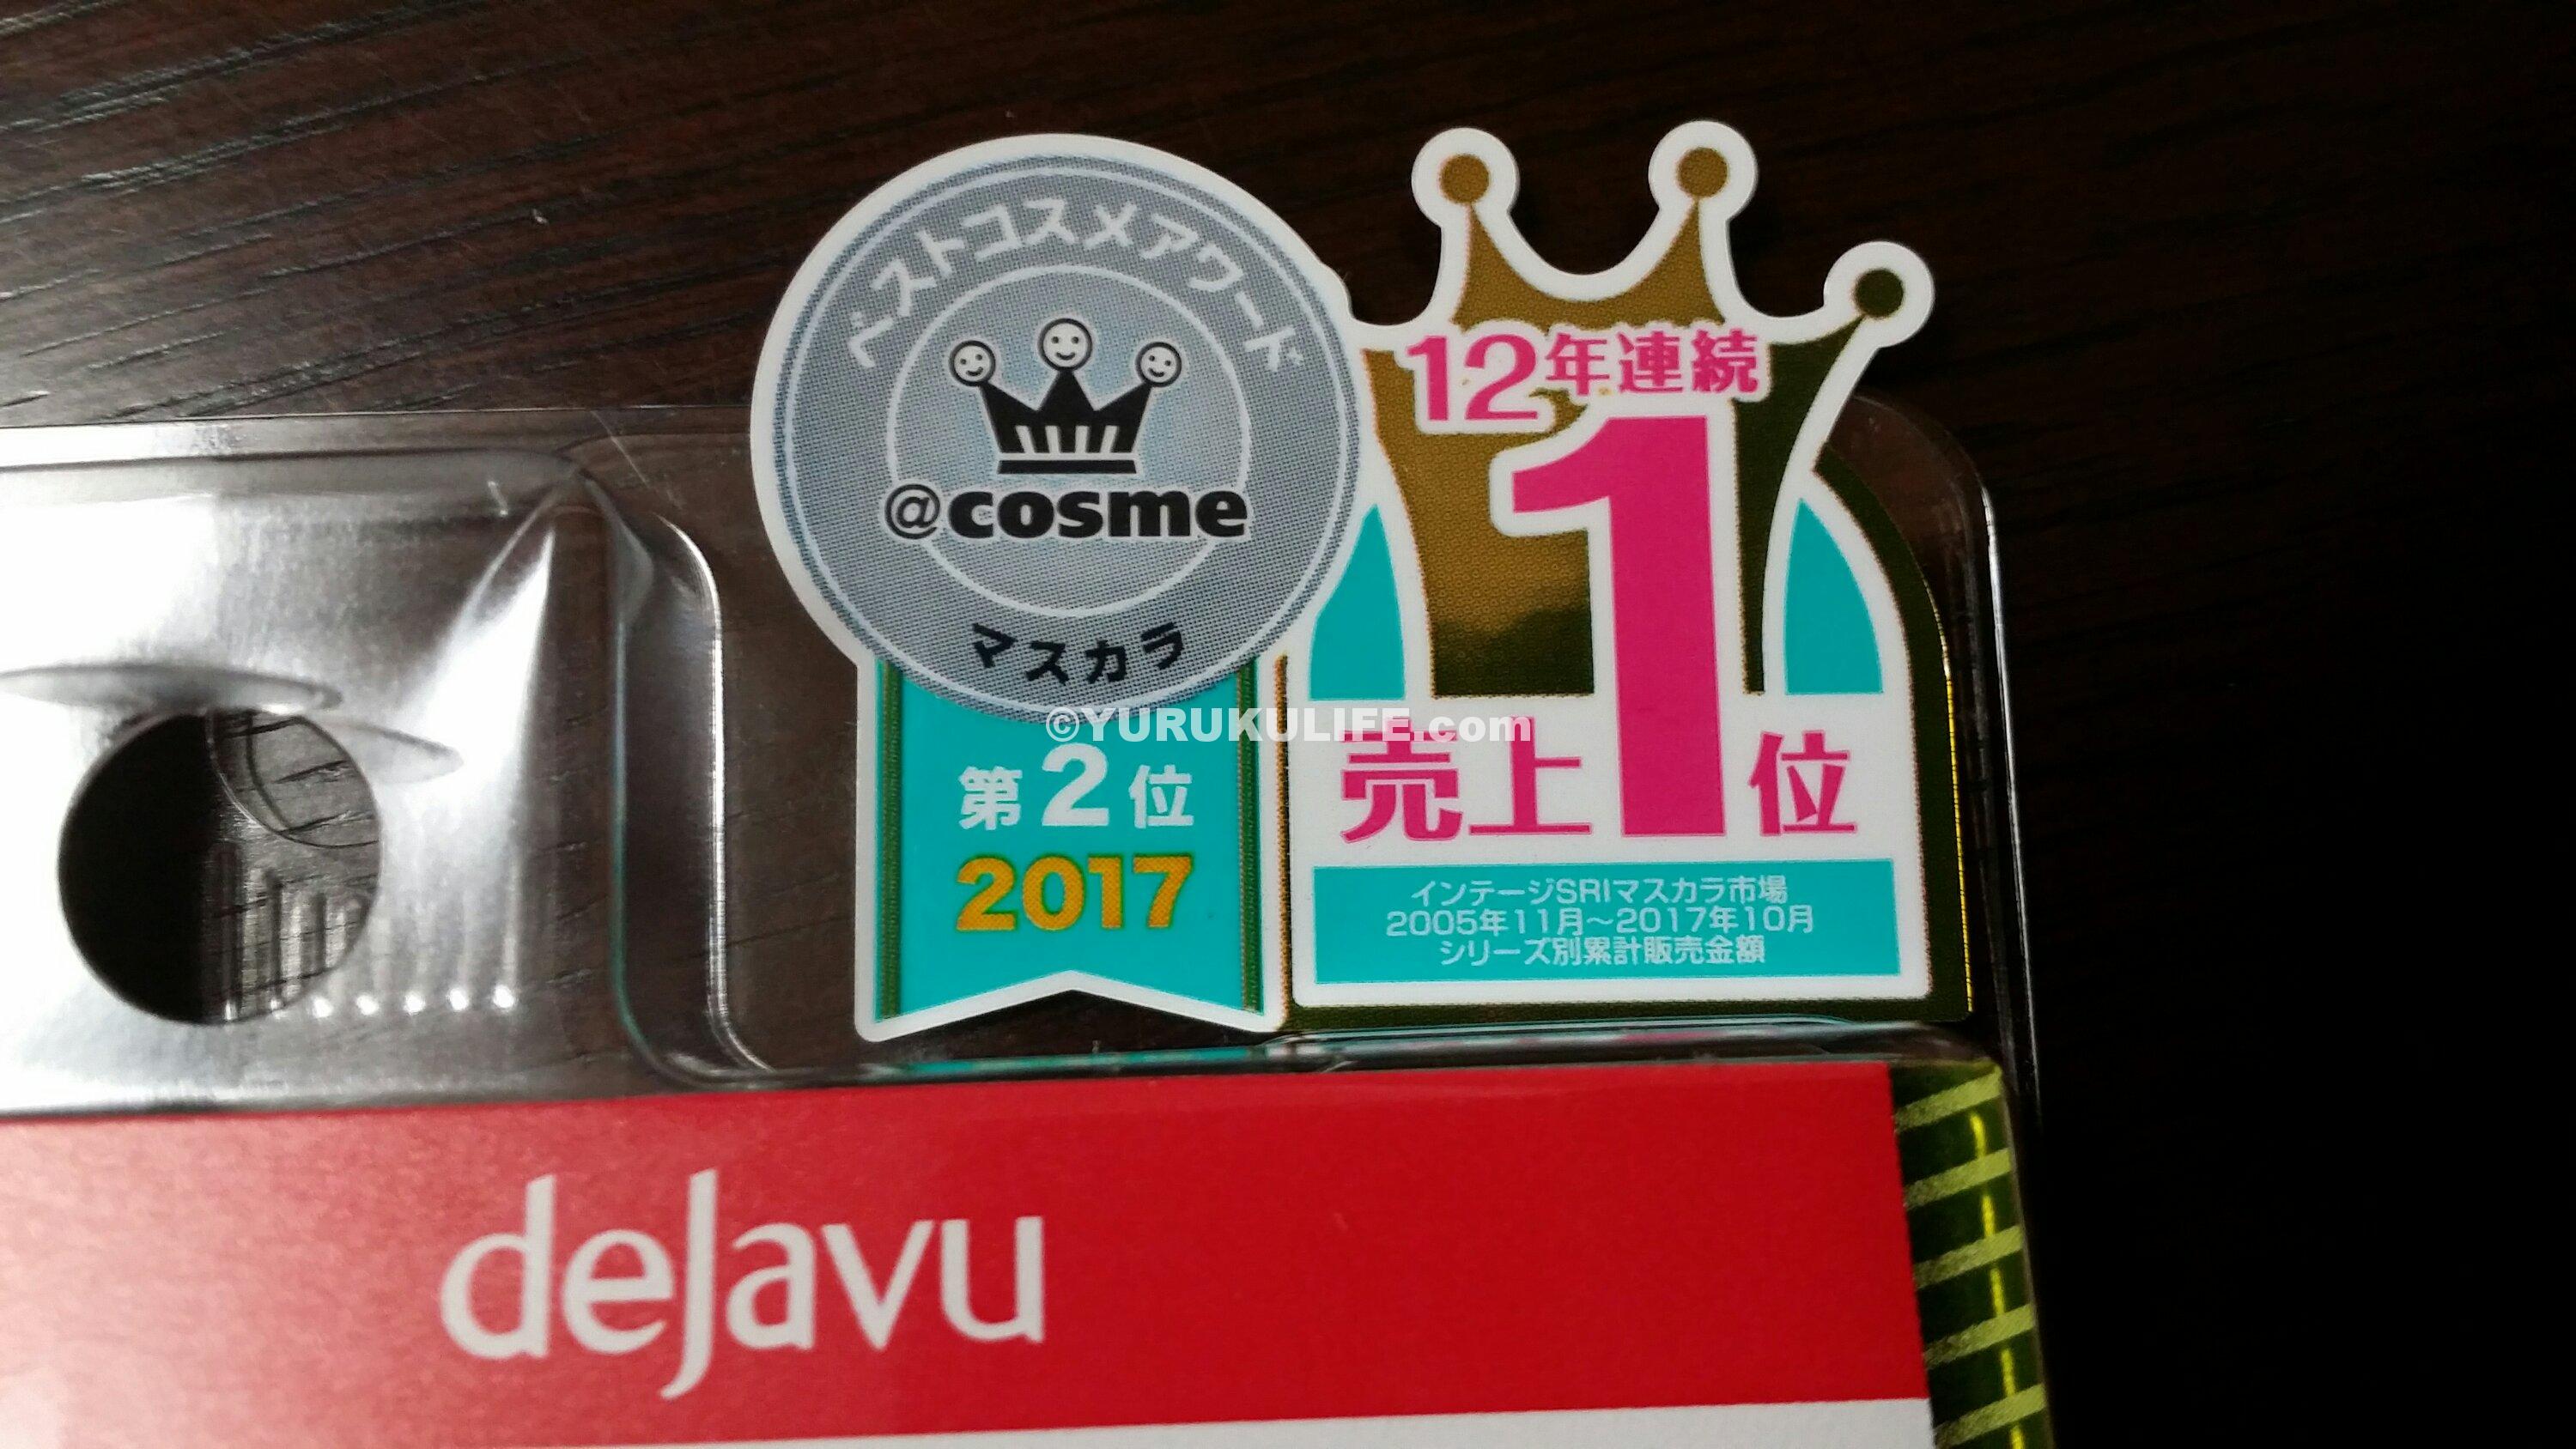 ベストコスメアワード
@cosme
マスカラ
第2位
2017
12年連続
売上1位
インテージSRIマスカラ市場
2005年11月~2017年10月
シリーズ別累計販売金額
©YURUKULIFE.com
deJavu